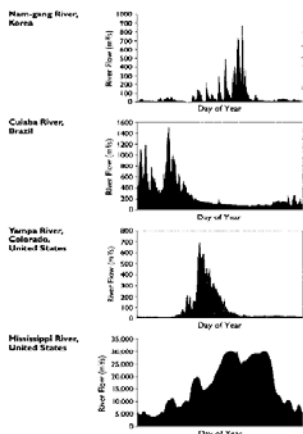 Nam-gang River,
Korea
River Flow (m³/s)
1000
900
800
700
600
500
400
300
200
100
0
Day of Year
Cuiaba River,
Brazil
River Flow (m³/s)
1600
1400
1200
1000
800
600
400
200
0
Day of Year
Yampa River,
Colorado,
United States
River Flow (m³/s)
800
700
600
500
400
300
200
100
0
Day of Year
Mississippi River,
United States
River Flow (m³/s)
35,000
30,000
25,000
20,000
15,000
10,000
5,000
0
Day of Year